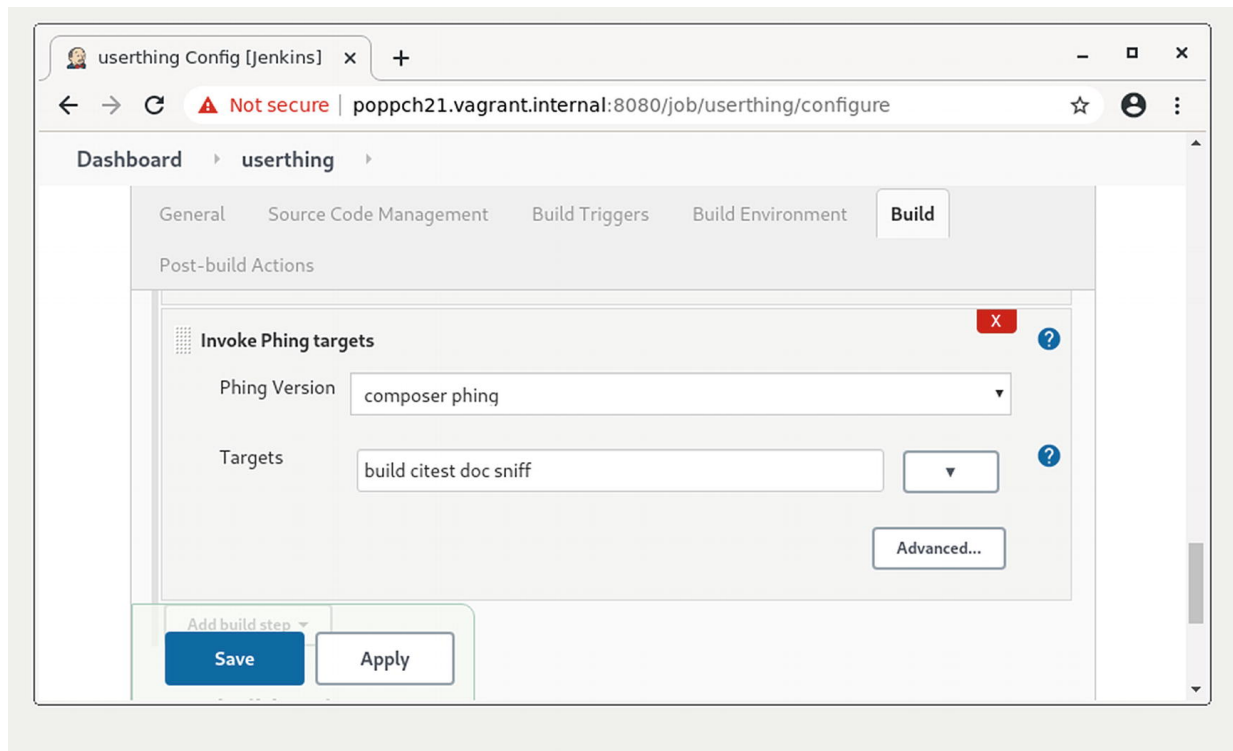 userthing Config [Jenkins]
Not secure | poppch21.vagrant.internal:8080/job/userthing/configure
Dashboard userthing
General Source Code Management Build Triggers Build Environment Build
Post-build Actions
X
Invoke Phing targets ?
Phing Version composer phing
Targets build citest doc sniff ?
Advanced...
Add build step
Save Apply